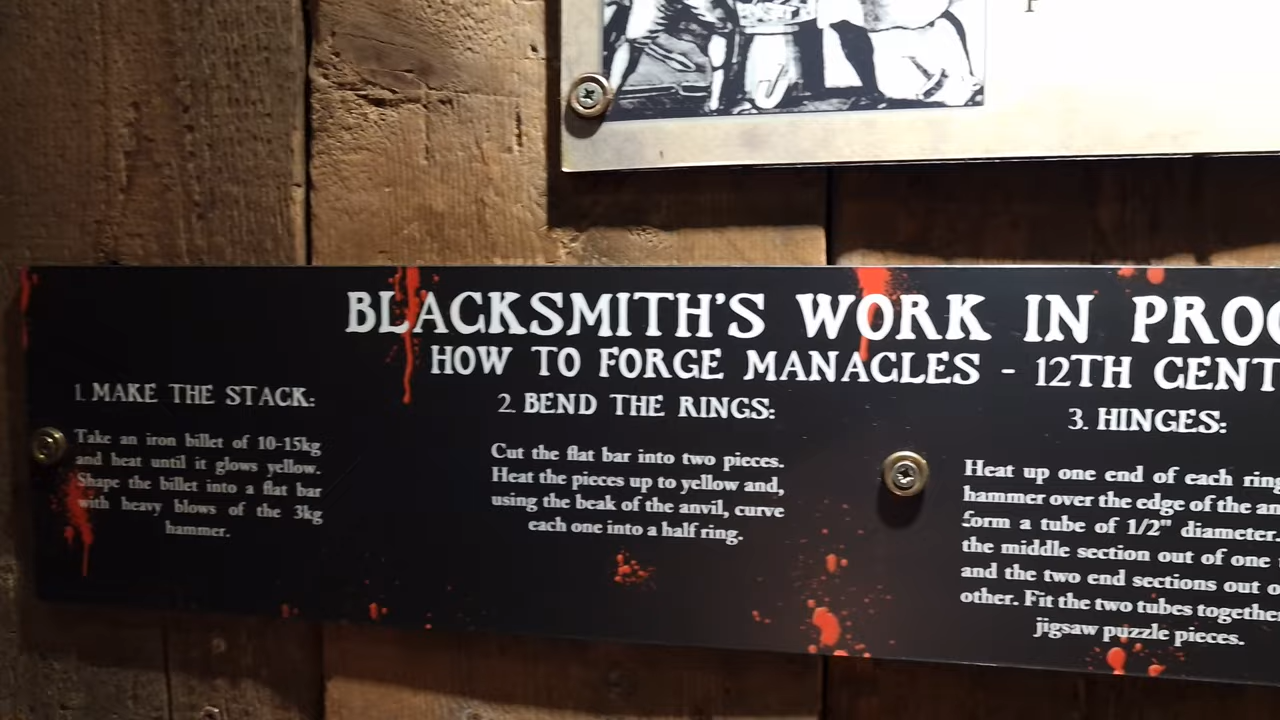 BLACKSMITH'S WORK IN
HOW TO FORGE MANACLES - 12TH
1. MAKE THE STACK:
Take an iron billet of 10-15kg
and heat until it glows yellow.
Shape the billet into a flat bar
with heavy blows of the 3kg
hammer.
2. BEND THE RINGS:
Cut the flat bar into two pieces.
Heat the pieces up to yellow and,
using the beak of the anvil, curve
each one into a half ring.
3. HINGES:
Heat up one end of each ring
hammer over the edge of the
form a tube of 1/2" diameter.
the middle section out of one
and the two end sections out
other. Fit the two tubes together
jigsaw puzzle pieces.